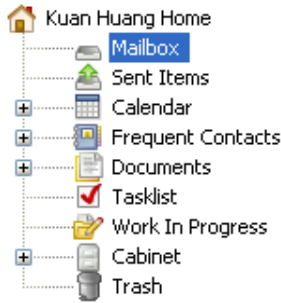 Kuan Huang Home
Mailbox
Sent Items
Calendar
Frequent Contacts
Documents
Tasklist
Work In Progress
Cabinet
Trash